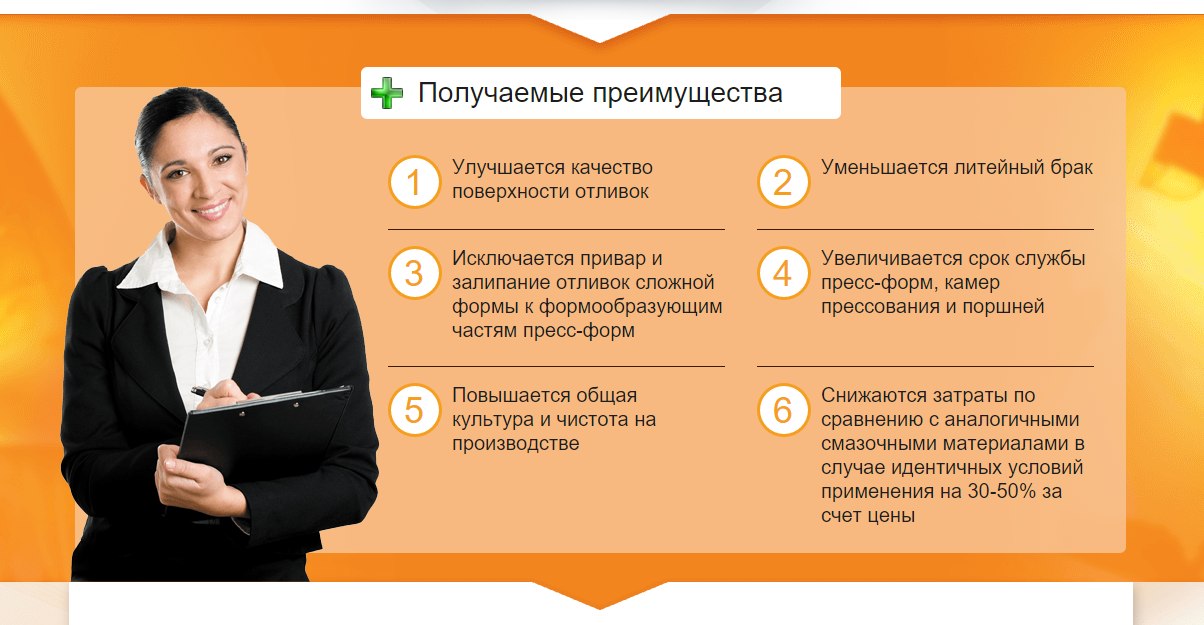 Получаемые преимущества
1
Улучшается качество
поверхности отливок
2
Уменьшается литейный брак
3
Исключается привар и
залипание отливок сложной
формы к формообразующим
частям пресс-форм
4
Увеличивается срок службы
пресс-форм, камер
прессования и поршней
5
Повышается общая
культура и чистота на
производстве
6
Снижаются затраты по
сравнению с аналогичными
смазочными материалами в
случае идентичных условий
применения на 30-50% за
счет цены